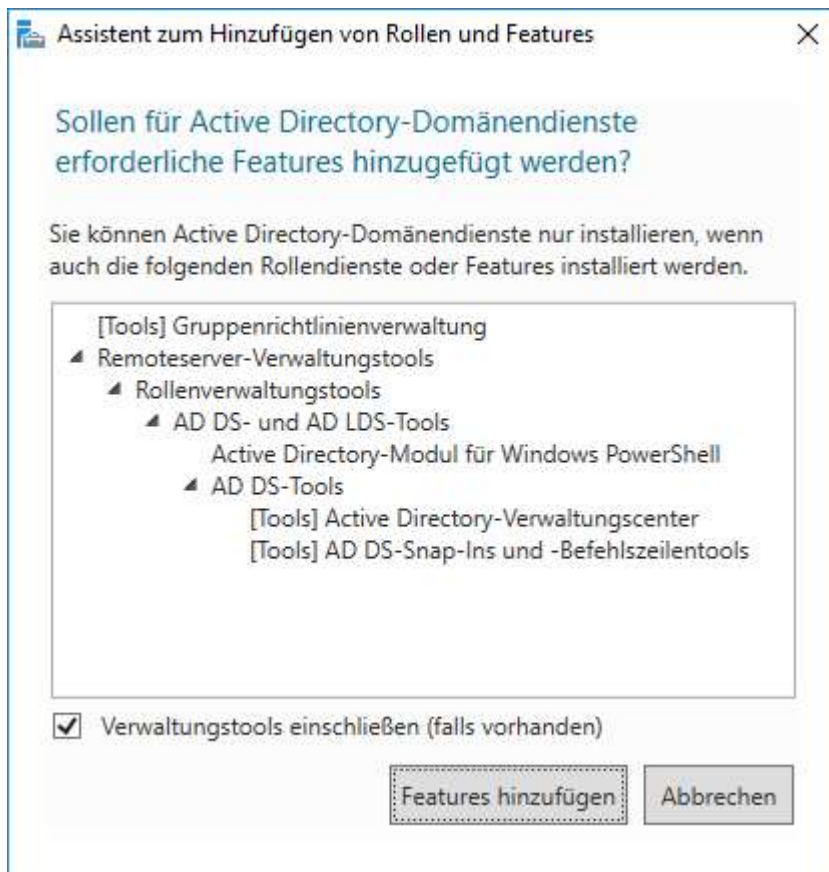 Assistent zum Hinzufügen von Rollen und Features
Sollen für Active Directory-Domänendienste
erforderliche Features hinzugefügt werden?
Sie können Active Directory-Domänendienste nur installieren, wenn
auch die folgenden Rollendienste oder Features installiert werden.
[Tools] Gruppenrichtlinienverwaltung
Remoteserver-Verwaltungstools
Rollenverwaltungstools
AD DS- und AD LDS-Tools
Active Directory-Modul für Windows PowerShell
AD DS-Tools
[Tools] Active Directory-Verwaltungscenter
[Tools] AD DS-Snap-Ins und -Befehlszeilentools
Verwaltungstools einschließen (falls vorhanden)
Features hinzufügen Abbrechen